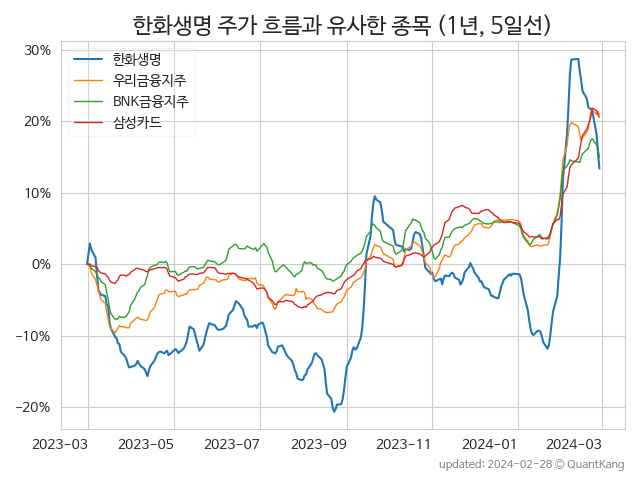 한화생명 주가 흐름과 유사한 종목 (1년, 5일선)
한화생명
우리금융지주
BNK금융지주
삼성카드
30%
20%
10%
0%
−10%
−20%
2023-03
2023-05
2023-07
2023-09
2023-11
2024-01
2024-03
updated: 2024-02-28 ⓒ QuantKang